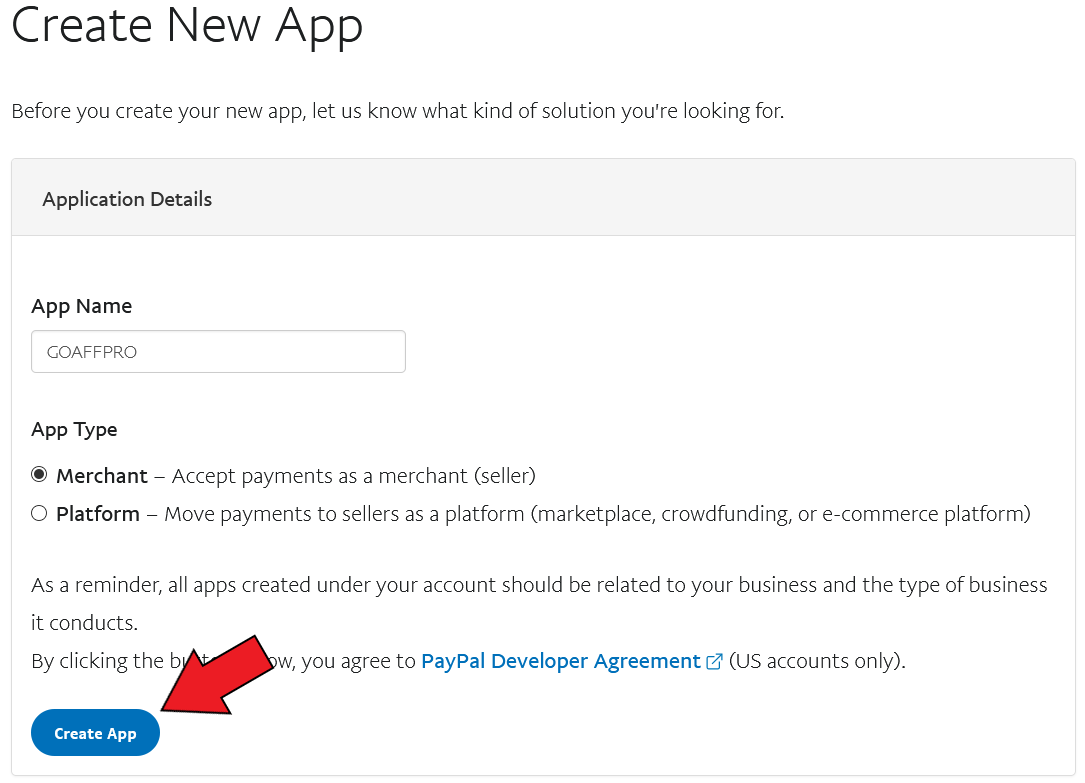 Create New App
Before you create your new app, let us know what kind of solution you're looking for.
Application Details
App Name
GOAFFPRO
App Type
Merchant – Accept payments as a merchant (seller)
Platform – Move payments to sellers as a platform (marketplace, crowdfunding, or e-commerce platform)
As a reminder, all apps created under your account should be related to your business and the type of business
it conducts.
By clicking the you agree to PayPal Developer Agreement (US accounts only).
Create App